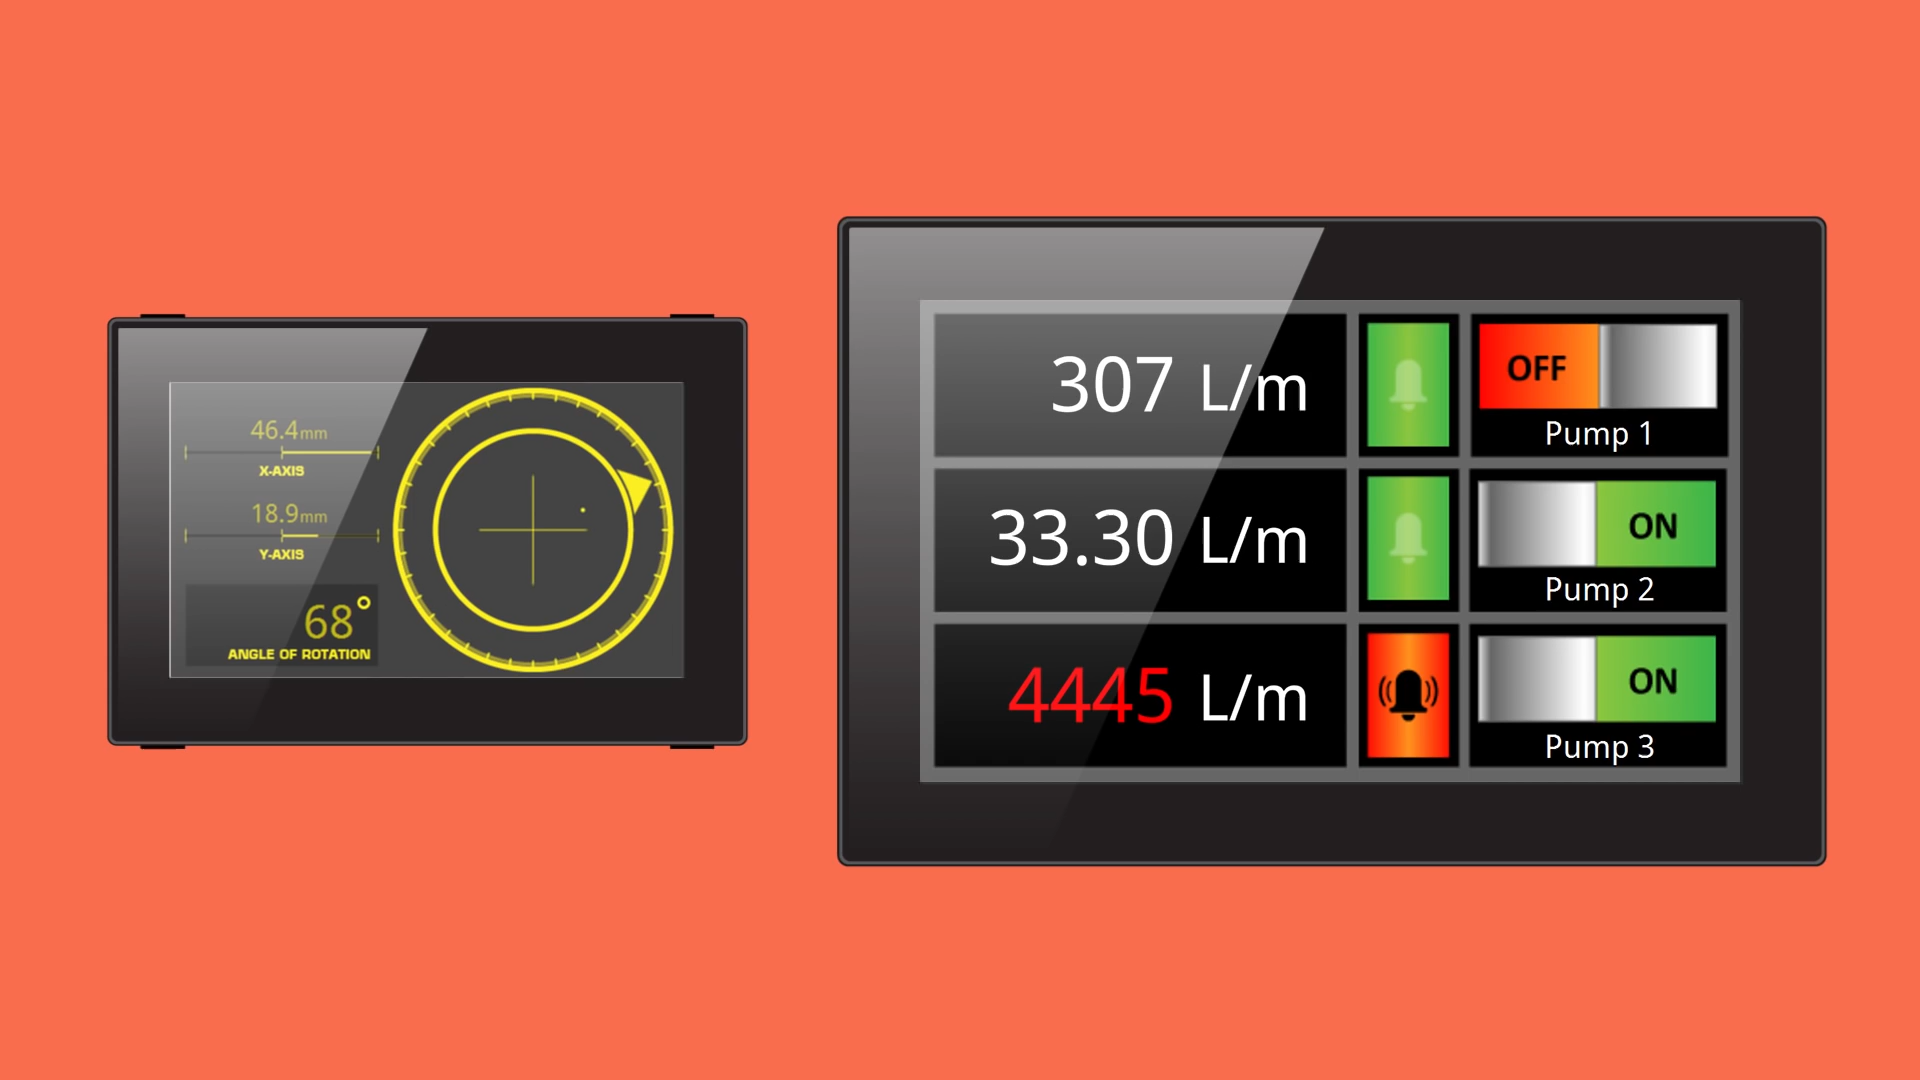 46.4mm
X-AXIS
18.9mm
Y-AXIS
68°
ANGLE OF ROTATION
307 L/m
OFF
Pump 1
33.30 L/m
ON
Pump 2
4445 L/m
ON
Pump 3